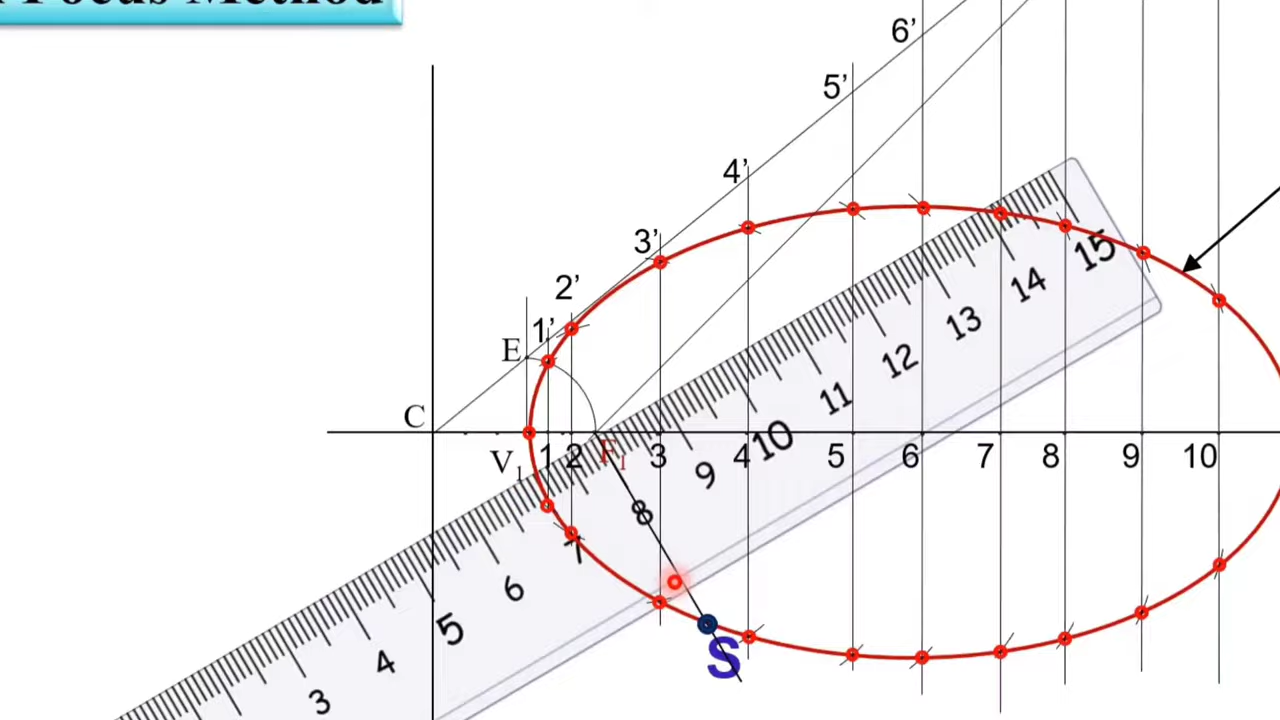 Focus Method
6'
5'
4'
3'
2'
1'
E
C
V1 1 2 F1 3 4 5 6 7 8 9 10
S
3 4 5 6 7 8 9 10 11 12 13 14 15